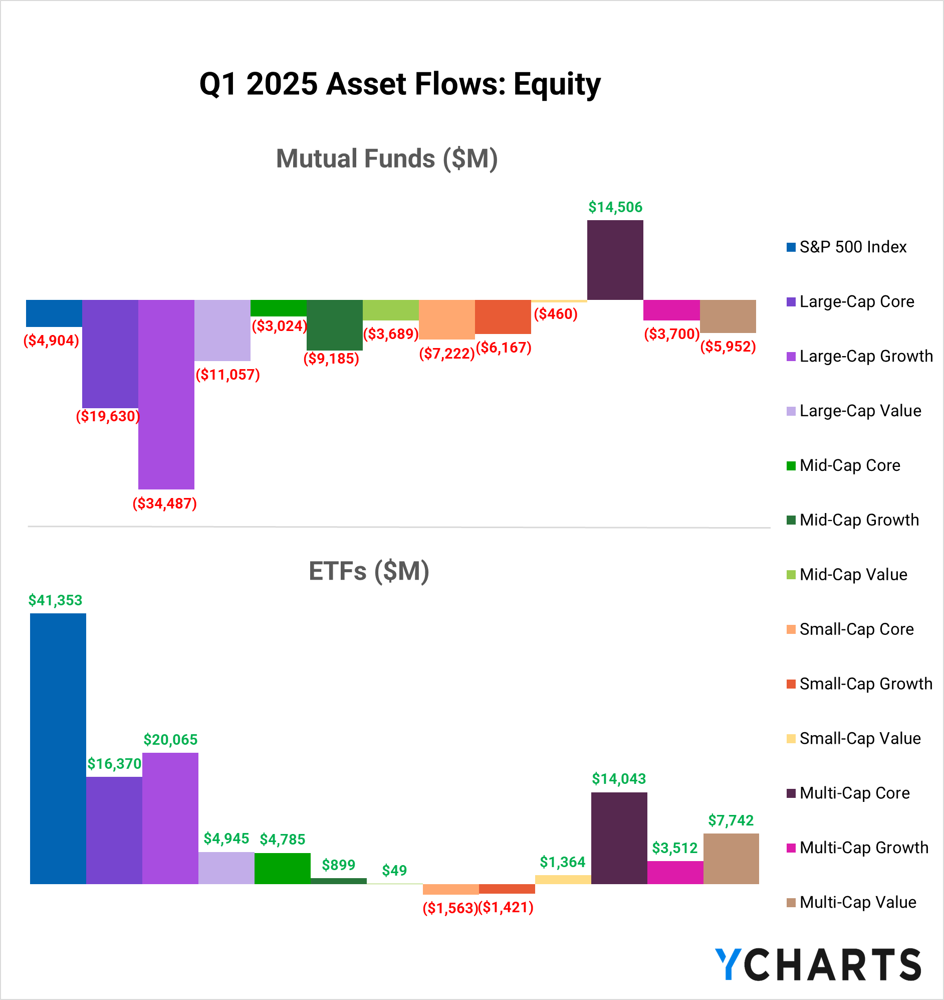 Q1 2025 Asset Flows: Equity
Mutual Funds ($M)
$14,506
($4,904)
($19,630)
($34,487)
($11,057)
($3,024)
($9,185)
($3,689)
($7,222)
($6,167)
($460)
($3,700)
($5,952)
ETFs ($M)
$41,353
$16,370
$20,065
$4,945
$4,785
$899
$49
($1,563)
($1,421)
$1,364
$14,043
$3,512
$7,742
S&P 500 Index
Large-Cap Core
Large-Cap Growth
Large-Cap Value
Mid-Cap Core
Mid-Cap Growth
Mid-Cap Value
Small-Cap Core
Small-Cap Growth
Small-Cap Value
Multi-Cap Core
Multi-Cap Growth
Multi-Cap Value
YCHARTS